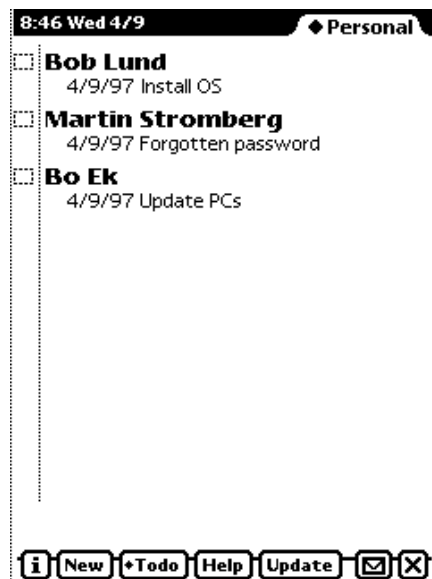 8:46 Wed 4/9
◆ Personal
Bob Lund
4/9/97 Install OS
Martin Stromberg
4/9/97 Forgotten password
Bo Ek
4/9/97 Update PCs
i New ◆Todo Help Update X